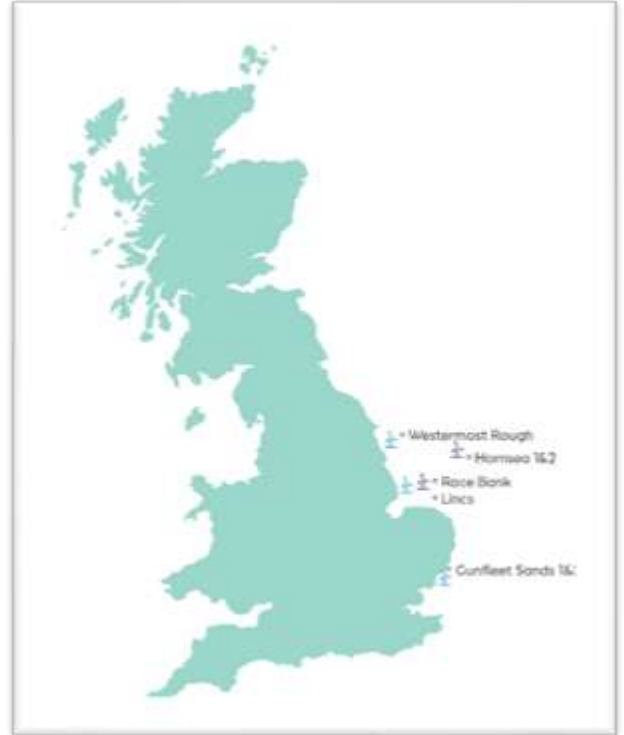 Westermost Rough
Hornsea 1&2
Race Bank
Lincs
Gunfleet Sands 1&